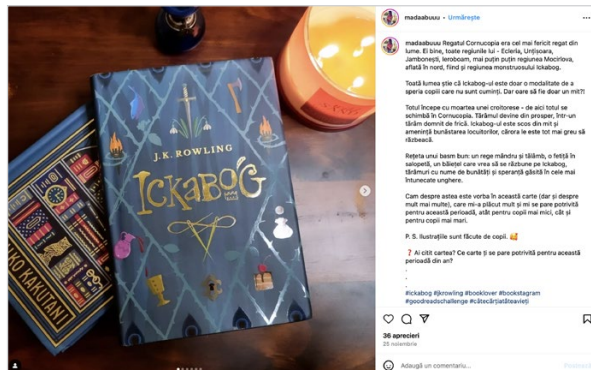 madaabuuu • Urmărește
madaabuuu Regatul Cornucopia era cel mai fericit regat din
lume. Ei bine, toate regiunile lui - Ecleria, Unțișoara,
Jambonești, Ieroboam, mai puțin puțin regiunea Mocirlova,
aflată în nord, fiind și regiunea monstruosului Ickabog.
Toată lumea știe că Ickabog-ul este doar o modalitate de a
speria copiii care nu sunt cuminți. Dar oare să fie doar un mit?!
Totul începe cu moartea unei croitorese - de aici totul se
schimbă în Cornucopia. Tărâmul devine din prosper, într-un
tărâm domnit de frică. Ickabog-ul este scos din mit și
amenință bunăstarea locuitorilor, cărora le este tot mai greu să
răzbească.
Rețeta unui basm bun: un rege mândru și tălâmb, o fetiță în
salopetă, un băiețel care vrea să se răzbune pe Ickabog,
tărâmuri cu nume de bunătăți și speranță găsită în cele mai
întunecate unghere.
Cam despre asta este vorba în această carte (dar și despre
mult mai multe), care mi-a plăcut mult și mi se pare potrivită
pentru această perioadă, atât pentru copii mai mici, cât și
pentru copii mai mari.
P. S. Ilustrațiile sunt făcute de copii. 🥰
❓ Ai citit cartea? Ce carte ți se pare potrivită pentru această
perioadă din an?
.
.
.
#ickabog #jkrowling #booklover #bookstagram
#goodreadschallenge #câtecărțiatâteavieți
36 aprecieri
25 noiembrie
Adaugă un comentariu...
Postează
J.K. ROWLING
ICKABOG
KO KAKUTANI